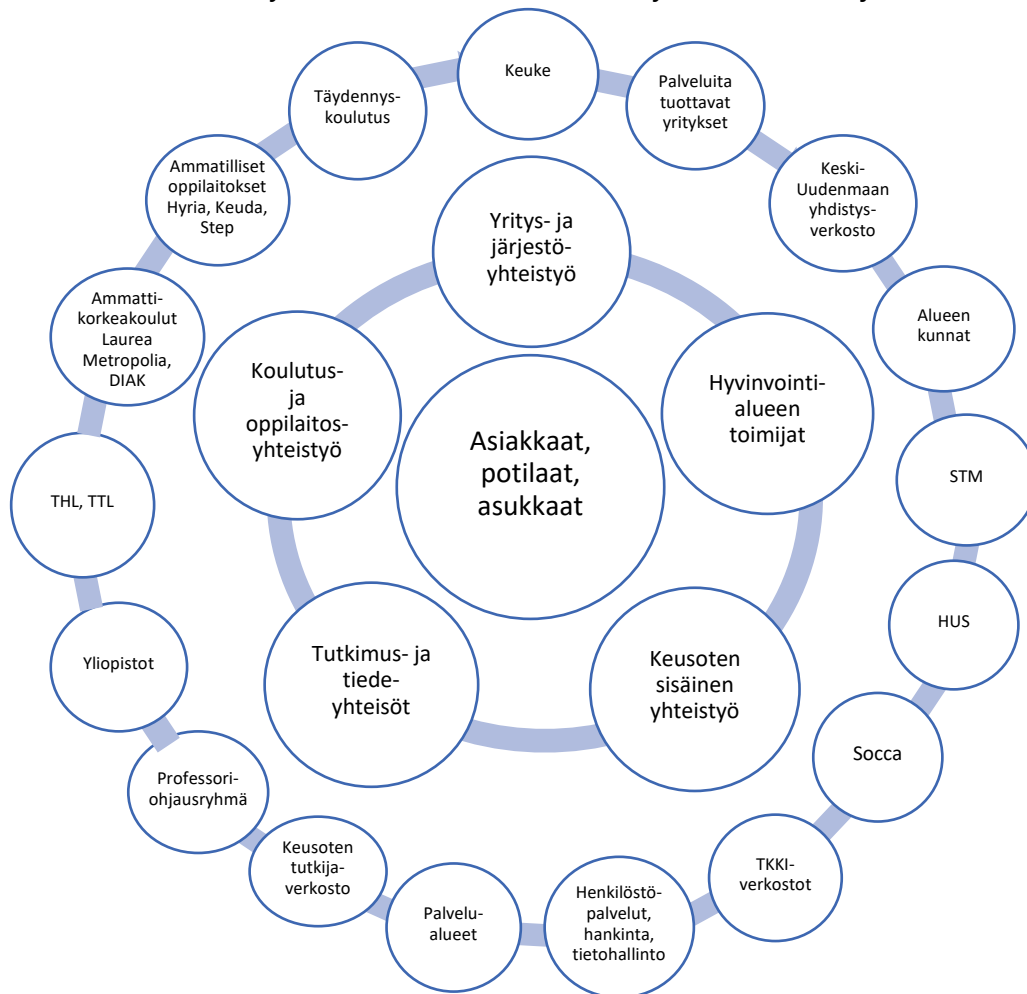 Keuke
Palveluita
tuottavat
yritykset
Keski-
Uudenmaan
yhdistys-
verkosto
Alueen
kunnat
STM
HUS
Socca
TKKI-
verkostot
Henkilöstö-
palvelut,
hankinta,
tietohallinto
Palvelu-
alueet
Keusoten
tutkija-
verkosto
Professori-
ohjausryhmä
Yliopistot
THL, TTL
Ammatti-
korkeakoulut
Laurea
Metropolia,
DIAK
Ammatilliset
oppilaitokset
Hyria, Keuda,
Step
Täydennys-
koulutus
Yritys- ja
järjestö-
yhteistyö
Hyvinvointi-
alueen
toimijat
Keusoten
sisäinen
yhteistyö
Tutkimus- ja
tiede-
yhteisöt
Koulutus-
ja
oppilaitos-
yhteistyö
Asiakkaat,
potilaat,
asukkaat